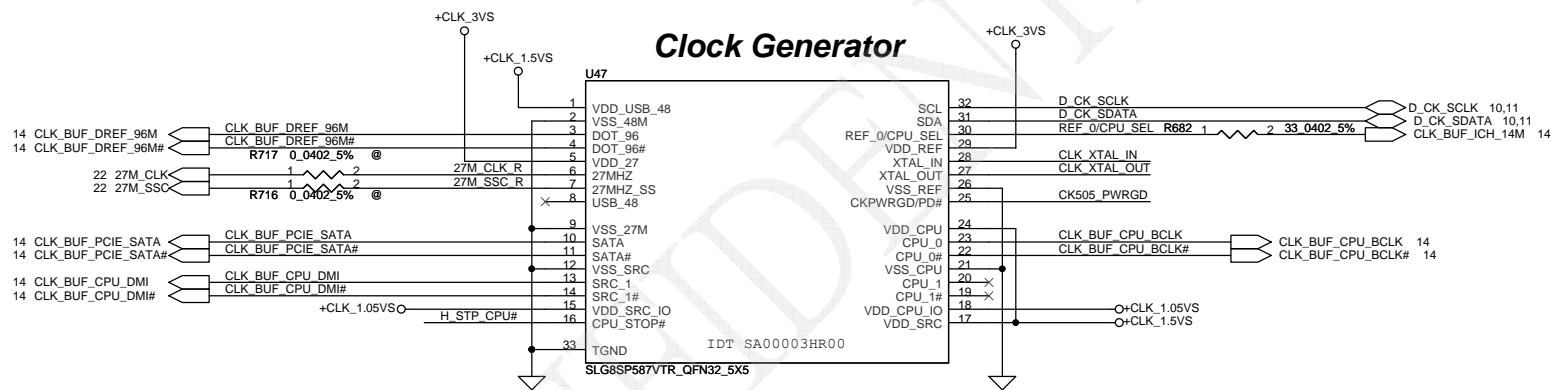 +CLK_3VS
+CLK_3VS
Clock Generator
+CLK_1.5VS
U47
1 VDD_USB_48
2 VSS_48M
14 CLK_BUF_DREF_96M CLK_BUF_DREF_96M 3 DOT_96
14 CLK_BUF_DREF_96M# CLK_BUF_DREF_96M# 4 DOT_96#
R717 0_0402_5% @
5 VDD_27
22 27M_CLK 1 2 27M_CLK_R 6 27MHZ
22 27M_SSC 1 2 27M_SSC_R 7 27MHZ_SS
R716 0_0402_5% @
8 USB_48
9 VSS_27M
14 CLK_BUF_PCIE_SATA CLK_BUF_PCIE_SATA 10 SATA
14 CLK_BUF_PCIE_SATA# CLK_BUF_PCIE_SATA# 11 SATA#
12 VSS_SRC
14 CLK_BUF_CPU_DMI CLK_BUF_CPU_DMI 13 SRC_1
14 CLK_BUF_CPU_DMI# CLK_BUF_CPU_DMI# 14 SRC_1#
+CLK_1.05VS 15 VDD_SRC_IO
H_STP_CPU# 16 CPU_STOP#
33 TGND
SCL 32 D_CK_SCLK D_CK_SCLK 10,11
SDA 31 D_CK_SDATA D_CK_SDATA 10,11
REF_0/CPU_SEL 30 REF_0/CPU_SEL R682 1 2 33_0402_5% CLK_BUF_ICH_14M 14
VDD_REF 29
XTAL_IN 28 CLK_XTAL_IN
XTAL_OUT 27 CLK_XTAL_OUT
VSS_REF 26
CKPWRGD/PD# 25 CK505_PWRGD
VDD_CPU 24
CPU_0 23 CLK_BUF_CPU_BCLK CLK_BUF_CPU_BCLK 14
CPU_0# 22 CLK_BUF_CPU_BCLK# CLK_BUF_CPU_BCLK# 14
VSS_CPU 21
CPU_1 20
CPU_1# 19
VDD_CPU_IO 18 +CLK_1.05VS
VDD_SRC 17 +CLK_1.5VS
IDT SA00003HR00
SLG8SP587VTR_QFN32_5X5